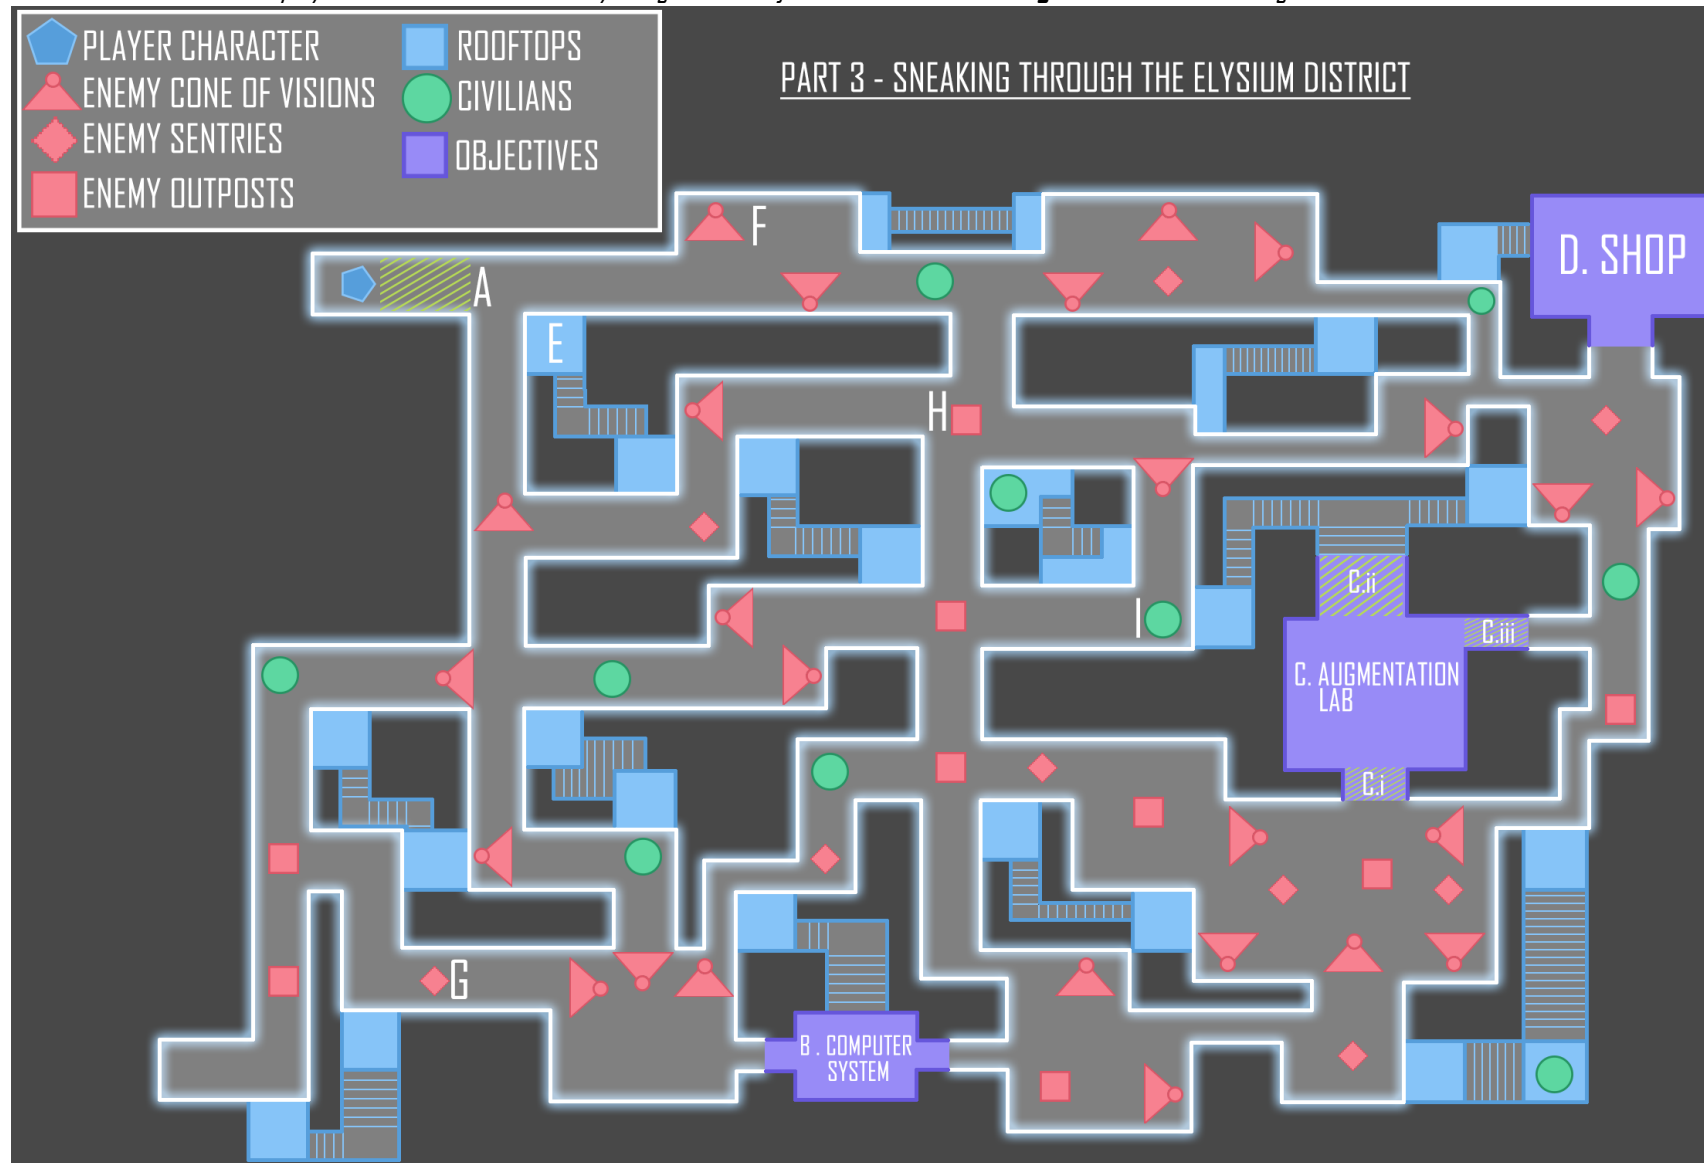 PLAYER CHARACTER
ENEMY CONE OF VISIONS
ENEMY SENTRIES
ENEMY OUTPOSTS
ROOFTOPS
CIVILIANS
OBJECTIVES
PART 3 - SNEAKING THROUGH THE ELYSIUM DISTRICT
F
D. SHOP
A
E
H
C.ii
I
C.iii
C. AUGMENTATION
LAB
C.i
G
B . COMPUTER
SYSTEM